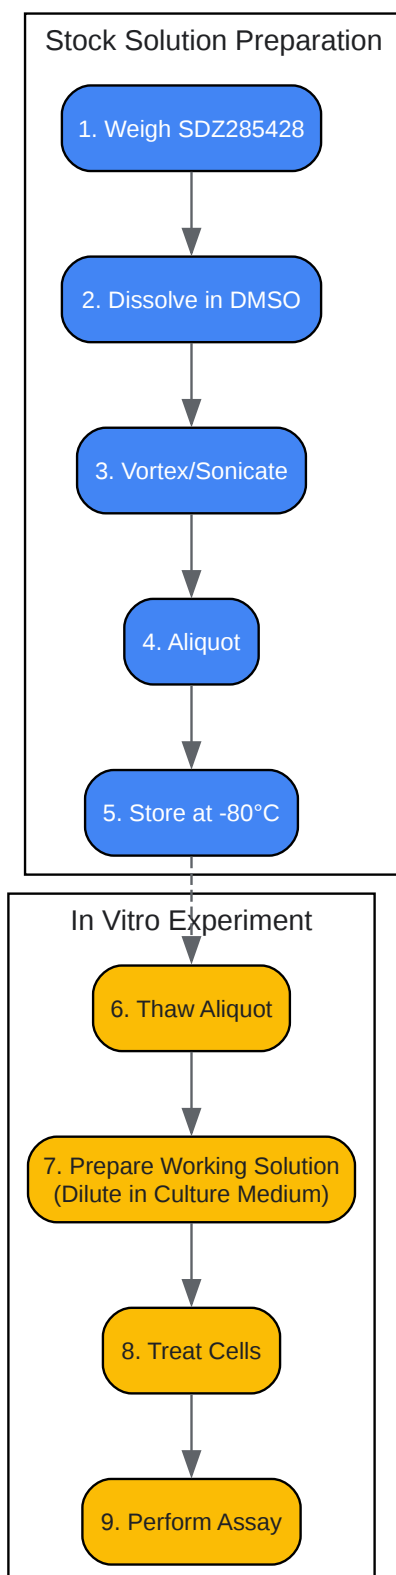 Stock Solution Preparation
1. Weigh SDZ285428
2. Dissolve in DMSO
3. Vortex/Sonicate
4. Aliquot
5. Store at -80°C
In Vitro Experiment
6. Thaw Aliquot
7. Prepare Working Solution
(Dilute in Culture Medium)
8. Treat Cells
9. Perform Assay